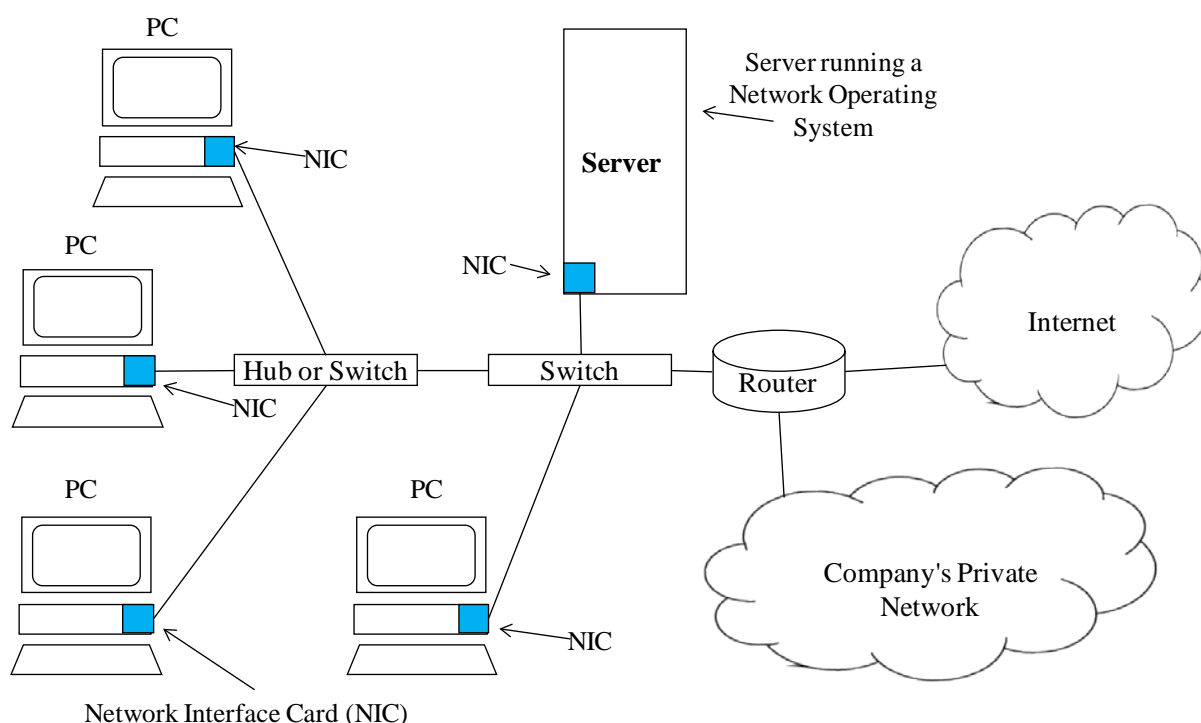 PC
Server running a
Network Operating
System
NIC
Server
PC
NIC
Internet
Hub or Switch
Switch
Router
NIC
PC
PC
Company's Private
Network
NIC
Network Interface Card (NIC)